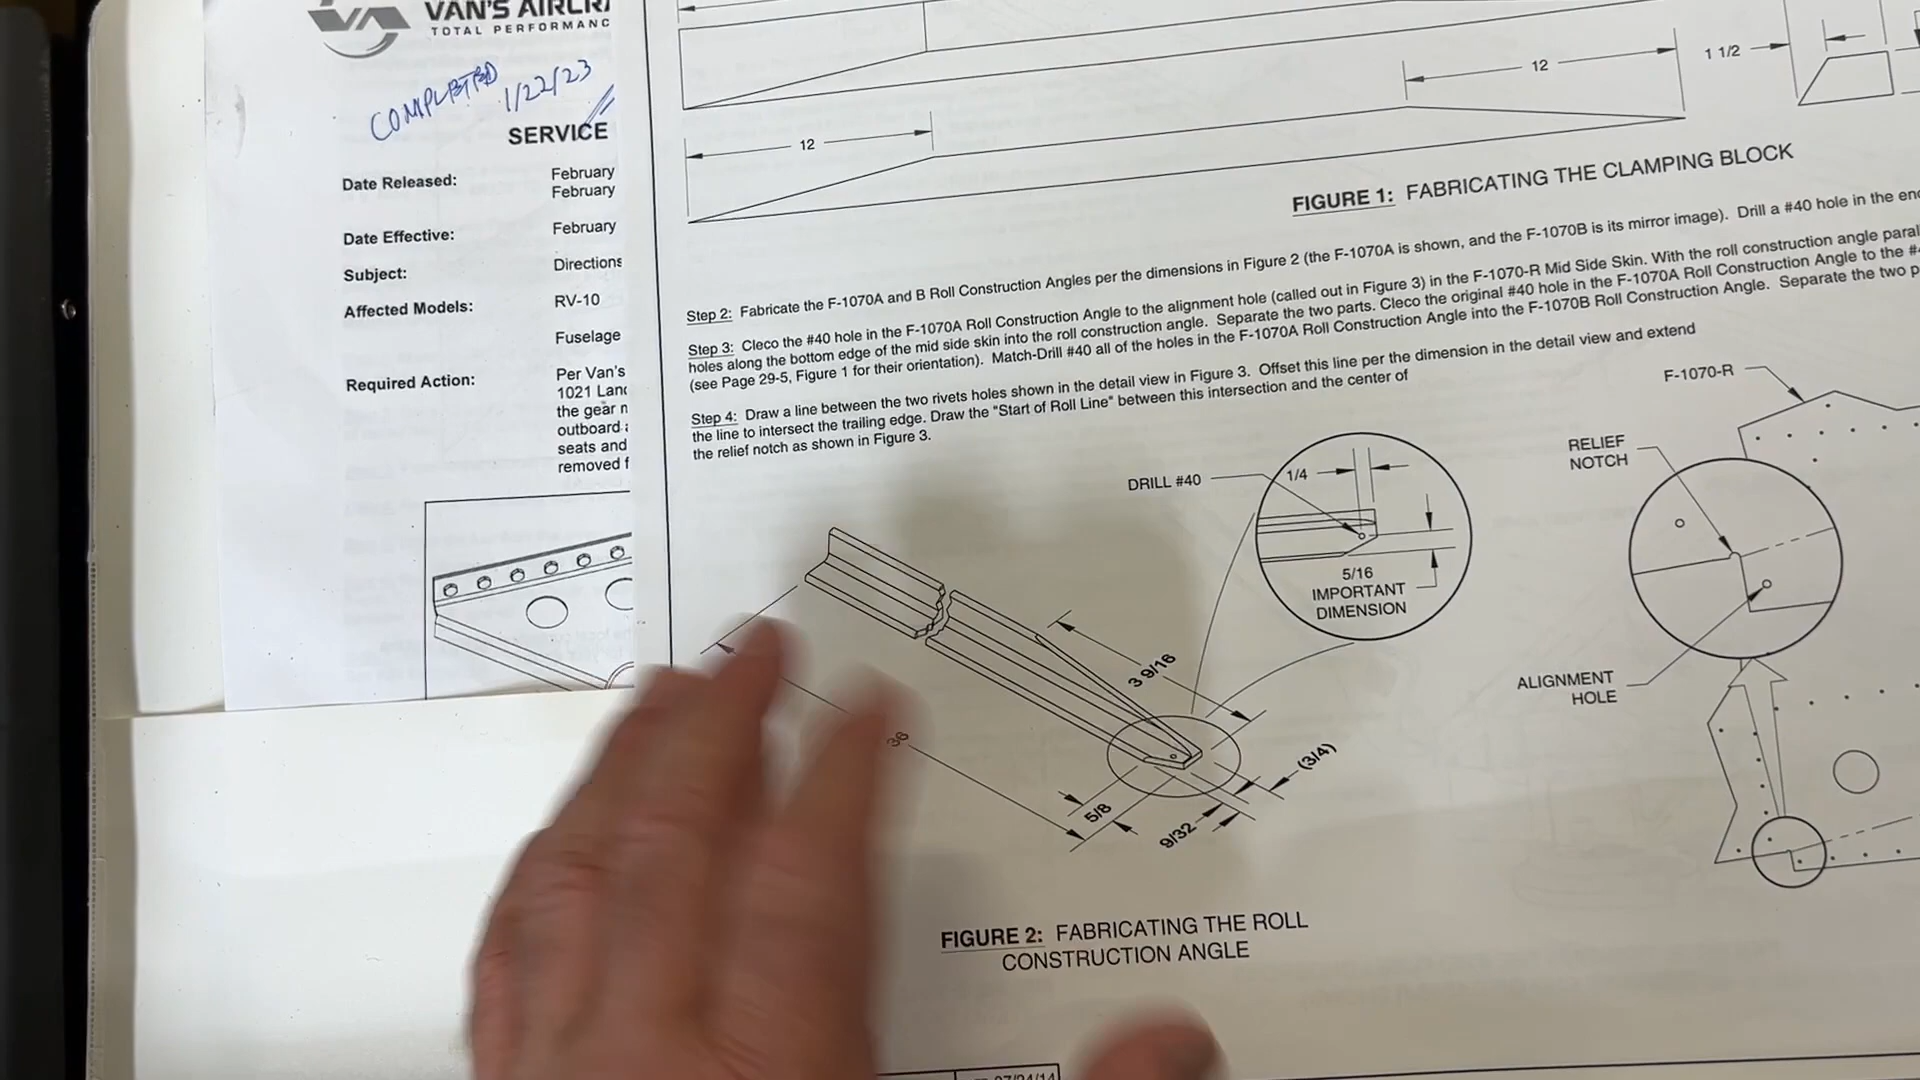 VAN'S AIRCRA
TOTAL PERFORMANC
COMPLETED
1/22/23
SERVICE
Date Released:
February
February
Date Effective:
February
Subject:
Directions
Affected Models:
RV-10
Fuselage
Required Action:
Per Van's
1021 Land
the gear
outboard
seats and
removed f
12
12
1 1/2
FIGURE 1: FABRICATING THE CLAMPING BLOCK
Step 2: Fabricate the F-1070A and B Roll Construction Angles per the dimensions in Figure 2 (the F-1070A is shown, and the F-1070B is its mirror image). Drill a #40 hole in the end
Step 3: Cleco the #40 hole in the F-1070A Roll Construction Angle to the alignment hole (called out in Figure 3) in the F-1070-R Mid Side Skin. With the roll construction angle paral
holes along the bottom edge of the mid side skin into the roll construction angle. Separate the two parts. Cleco the original #40 hole in the F-1070A Roll Construction Angle to the #
(see Page 29-5, Figure 1 for their orientation). Match-Drill #40 all of the holes in the F-1070A Roll Construction Angle into the F-1070B Roll Construction Angle. Separate the two p
Step 4: Draw a line between the two rivets holes shown in the detail view in Figure 3. Offset this line per the dimension in the detail view and extend
the line to intersect the trailing edge. Draw the "Start of Roll Line" between this intersection and the center of
the relief notch as shown in Figure 3.
DRILL #40
1/4
5/16
IMPORTANT
DIMENSION
3 9/16
36
5/8
9/32
(3/4)
FIGURE 2: FABRICATING THE ROLL
CONSTRUCTION ANGLE
F-1070-R
RELIEF
NOTCH
ALIGNMENT
HOLE